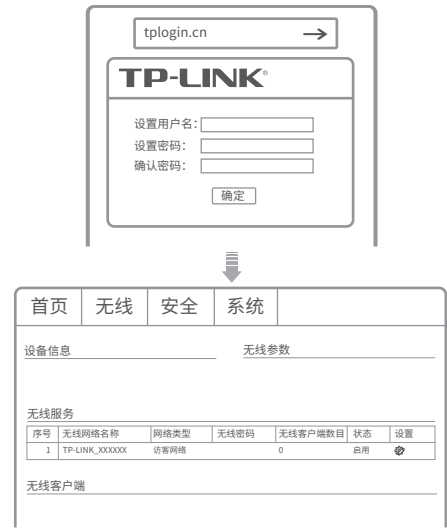 tplogin.cn
TP-LINK®
设置用户名：
设置密码：
确认密码：
确定
首页 无线 安全 系统
设备信息 无线参数
无线服务
序号 无线网络名称 网络类型 无线密码 无线客户端数目 状态 设置
1 TP-LINK_XXXXXX 访客网络 0 启用
无线客户端